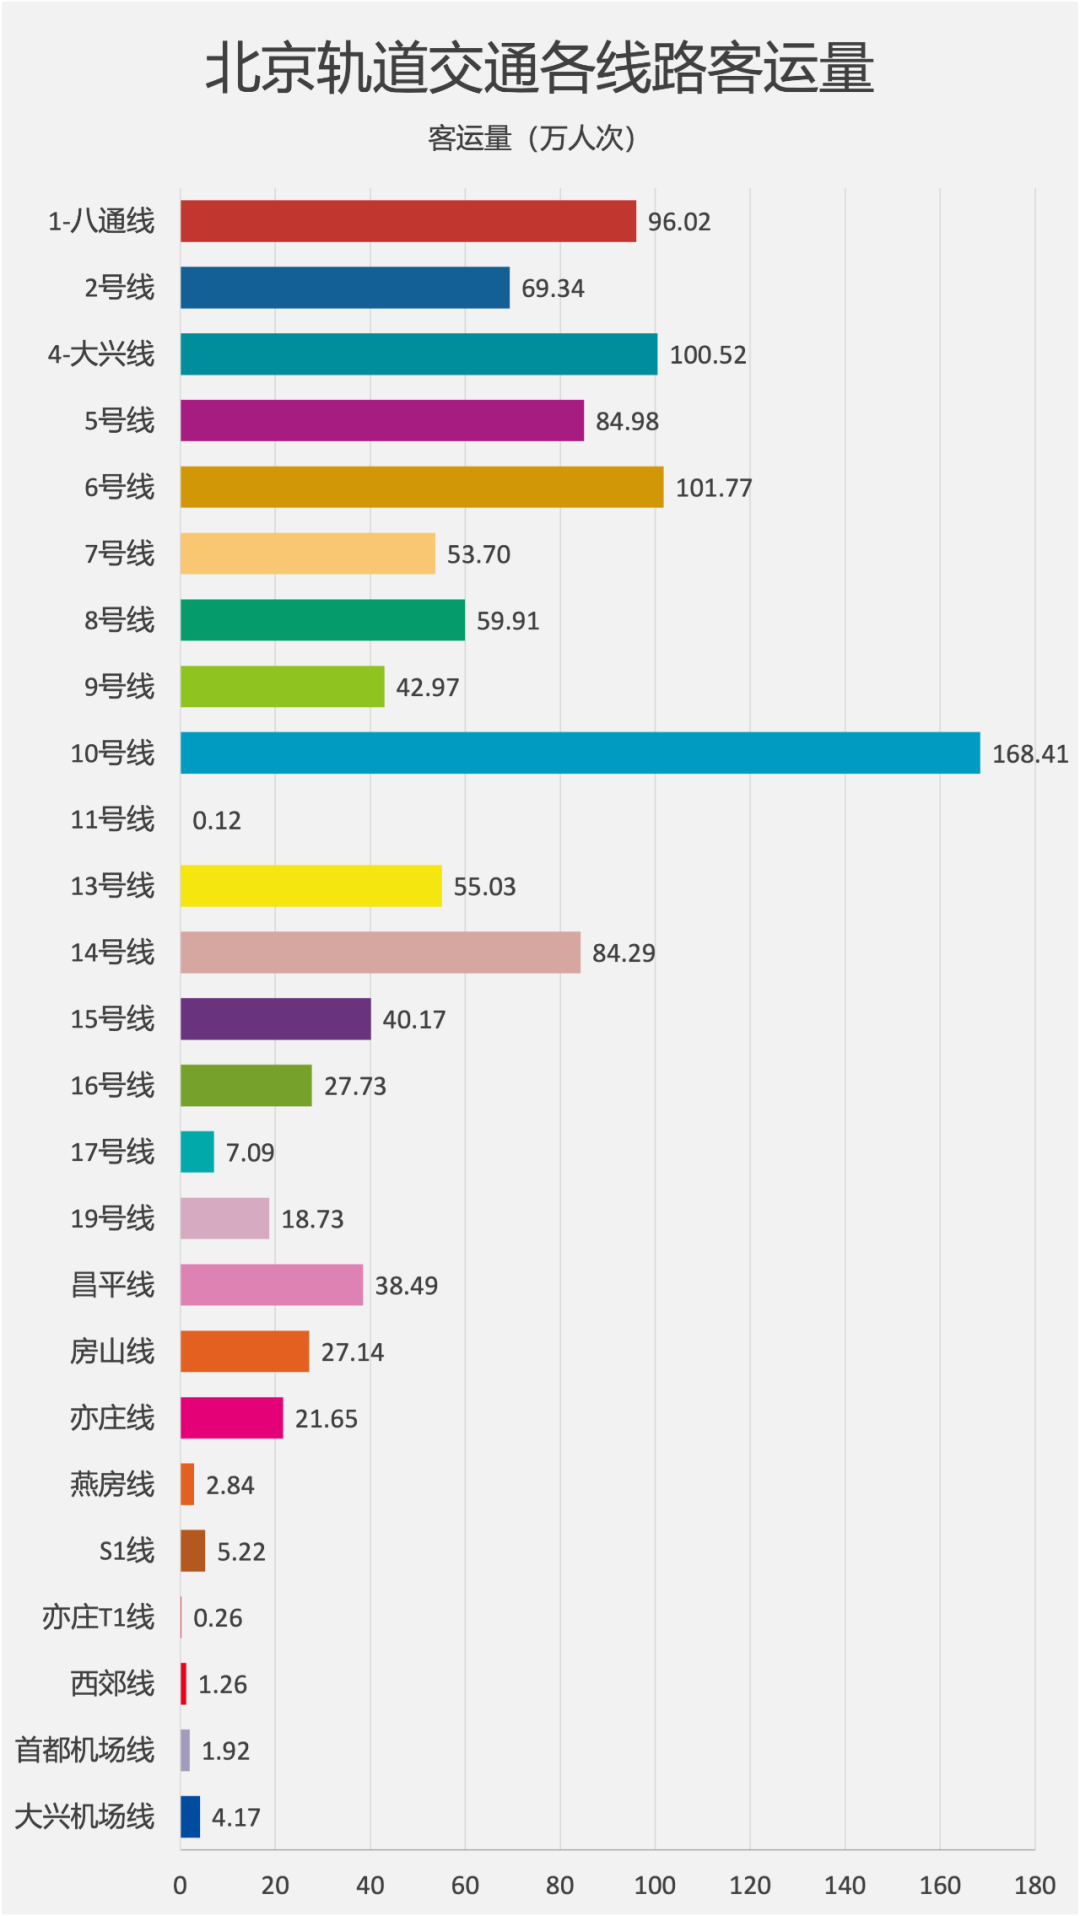 北京轨道交通各线路客运量
客运量（万人次）
1-八通线 96.02
2号线 69.34
4-大兴线 100.52
5号线 84.98
6号线 101.77
7号线 53.70
8号线 59.91
9号线 42.97
10号线 168.41
11号线 0.12
13号线 55.03
14号线 84.29
15号线 40.17
16号线 27.73
17号线 7.09
19号线 18.73
昌平线 38.49
房山线 27.14
亦庄线 21.65
燕房线 2.84
S1线 5.22
亦庄T1线 0.26
西郊线 1.26
首都机场线 1.92
大兴机场线 4.17
0 20 40 60 80 100 120 140 160 180